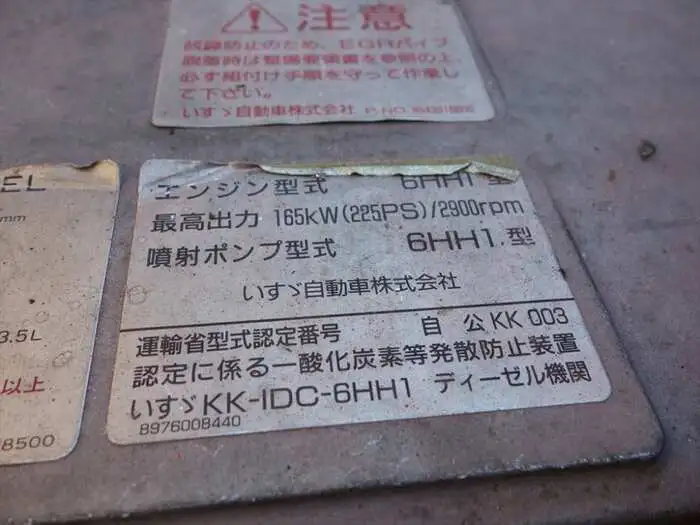 注意
故障防止のため、EGRパイプ
脱着時は整備要領書を参照の上、
必ず組付け手順を守って作業し
て下さい。
いすゞ自動車株式会社 P.NO.
EL
mm
3.5L
以上
8500
エンジン型式 6HH1 型
最高出力 165kW(225PS)/2900rpm
噴射ポンプ型式 6HH1.型
いすゞ自動車株式会社
運輸省型式認定番号 自 公KK 003
認定に係る一酸化炭素等発散防止装置
いすゞKK-IDC-6HH1 ディーゼル機関
8976008440